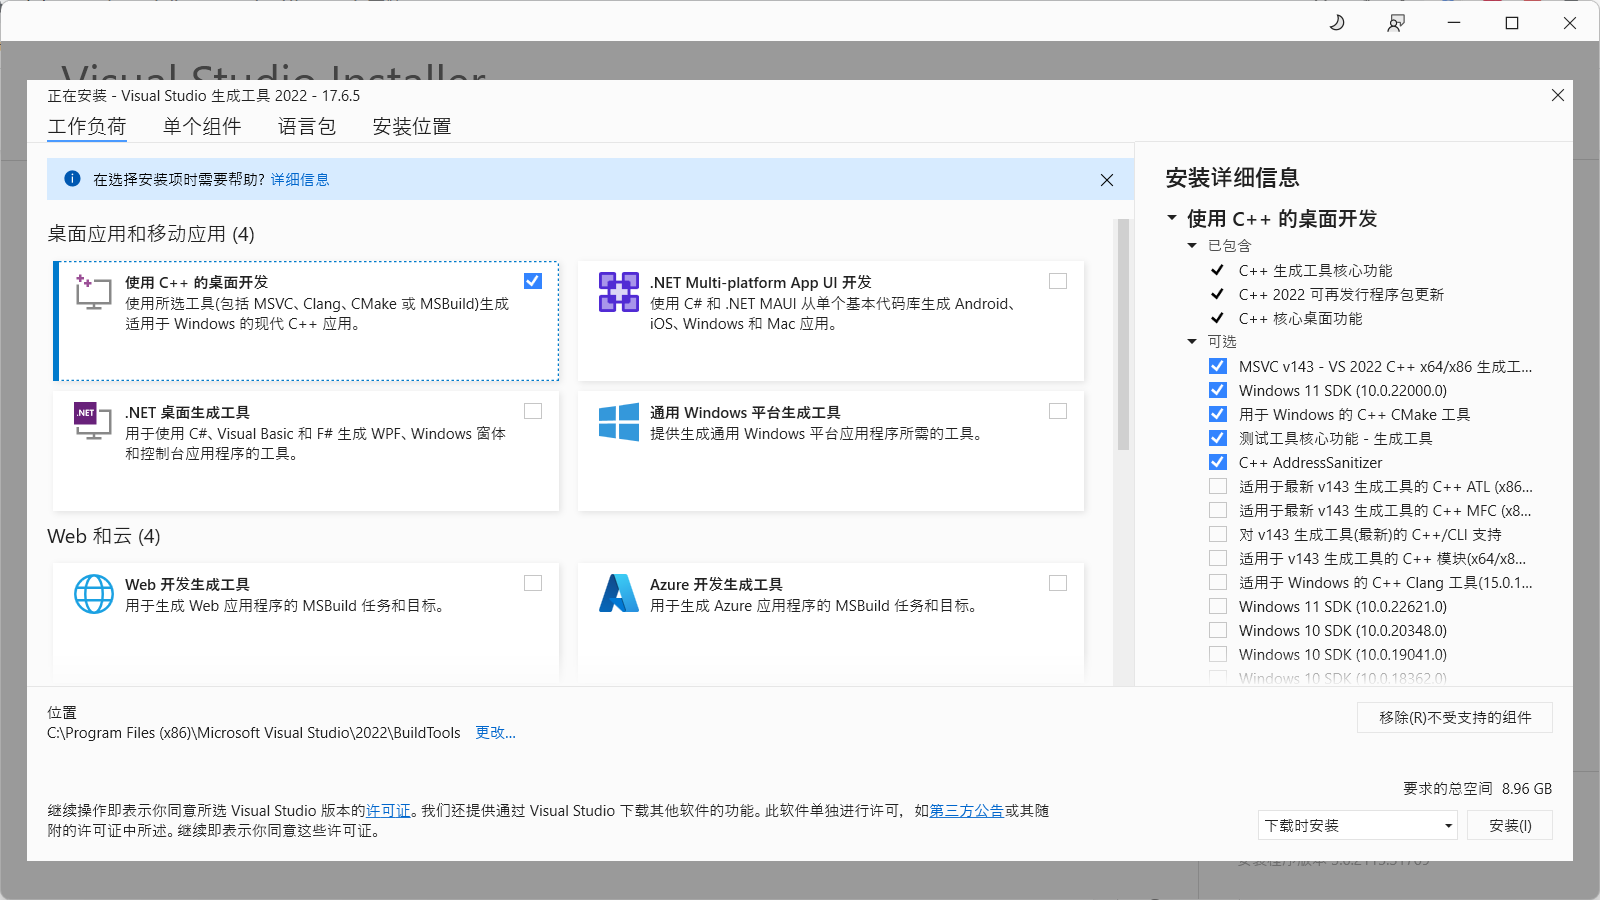 Visual Studio Installer
正在安装 - Visual Studio 生成工具 2022 - 17.6.5
工作负荷 单个组件 语言包 安装位置
在选择安装项时需要帮助? 详细信息
桌面应用和移动应用 (4)
使用 C++ 的桌面开发
使用所选工具(包括 MSVC、Clang、CMake 或 MSBuild)生成
适用于 Windows 的现代 C++ 应用。
.NET Multi-platform App UI 开发
使用 C# 和 .NET MAUI 从单个基本代码库生成 Android、
iOS、Windows 和 Mac 应用。
.NET
.NET 桌面生成工具
用于使用 C#、Visual Basic 和 F# 生成 WPF、Windows 窗体
和控制台应用程序的工具。
通用 Windows 平台生成工具
提供生成通用 Windows 平台应用程序所需的工具。
Web 和云 (4)
Web 开发生成工具
用于生成 Web 应用程序的 MSBuild 任务和目标。
Azure 开发生成工具
用于生成 Azure 应用程序的 MSBuild 任务和目标。
安装详细信息
使用 C++ 的桌面开发
已包含
C++ 生成工具核心功能
C++ 2022 可再发行程序包更新
C++ 核心桌面功能
可选
MSVC v143 - VS 2022 C++ x64/x86 生成工...
Windows 11 SDK (10.0.22000.0)
用于 Windows 的 C++ CMake 工具
测试工具核心功能 - 生成工具
C++ AddressSanitizer
适用于最新 v143 生成工具的 C++ ATL (x86...
适用于最新 v143 生成工具的 C++ MFC (x8...
对 v143 生成工具(最新)的 C++/CLI 支持
适用于 v143 生成工具的 C++ 模块(x64/x8...
适用于 Windows 的 C++ Clang 工具(15.0.1...
Windows 11 SDK (10.0.22621.0)
Windows 10 SDK (10.0.20348.0)
Windows 10 SDK (10.0.19041.0)
Windows 10 SDK (10.0.18362.0)
位置
C:\Program Files (x86)\Microsoft Visual Studio\2022\BuildTools 更改...
移除(R)不受支持的组件
要求的总空间 8.96 GB
继续操作即表示你同意所选 Visual Studio 版本的许可证。我们还提供通过 Visual Studio 下载其他软件的功能。此软件单独进行许可，如第三方公告或其随
附的许可证中所述。继续即表示你同意这些许可证。
下载时安装
安装(I)